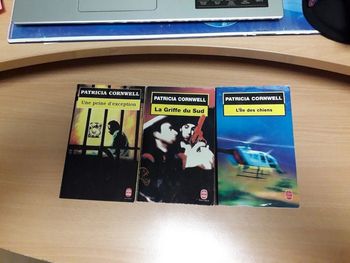 PATRICIA CORNWELL
Une peine d'exception
PATRICIA CORNWELL
La Griffe du Sud
PATRICIA CORNWELL
L'Île des chiens